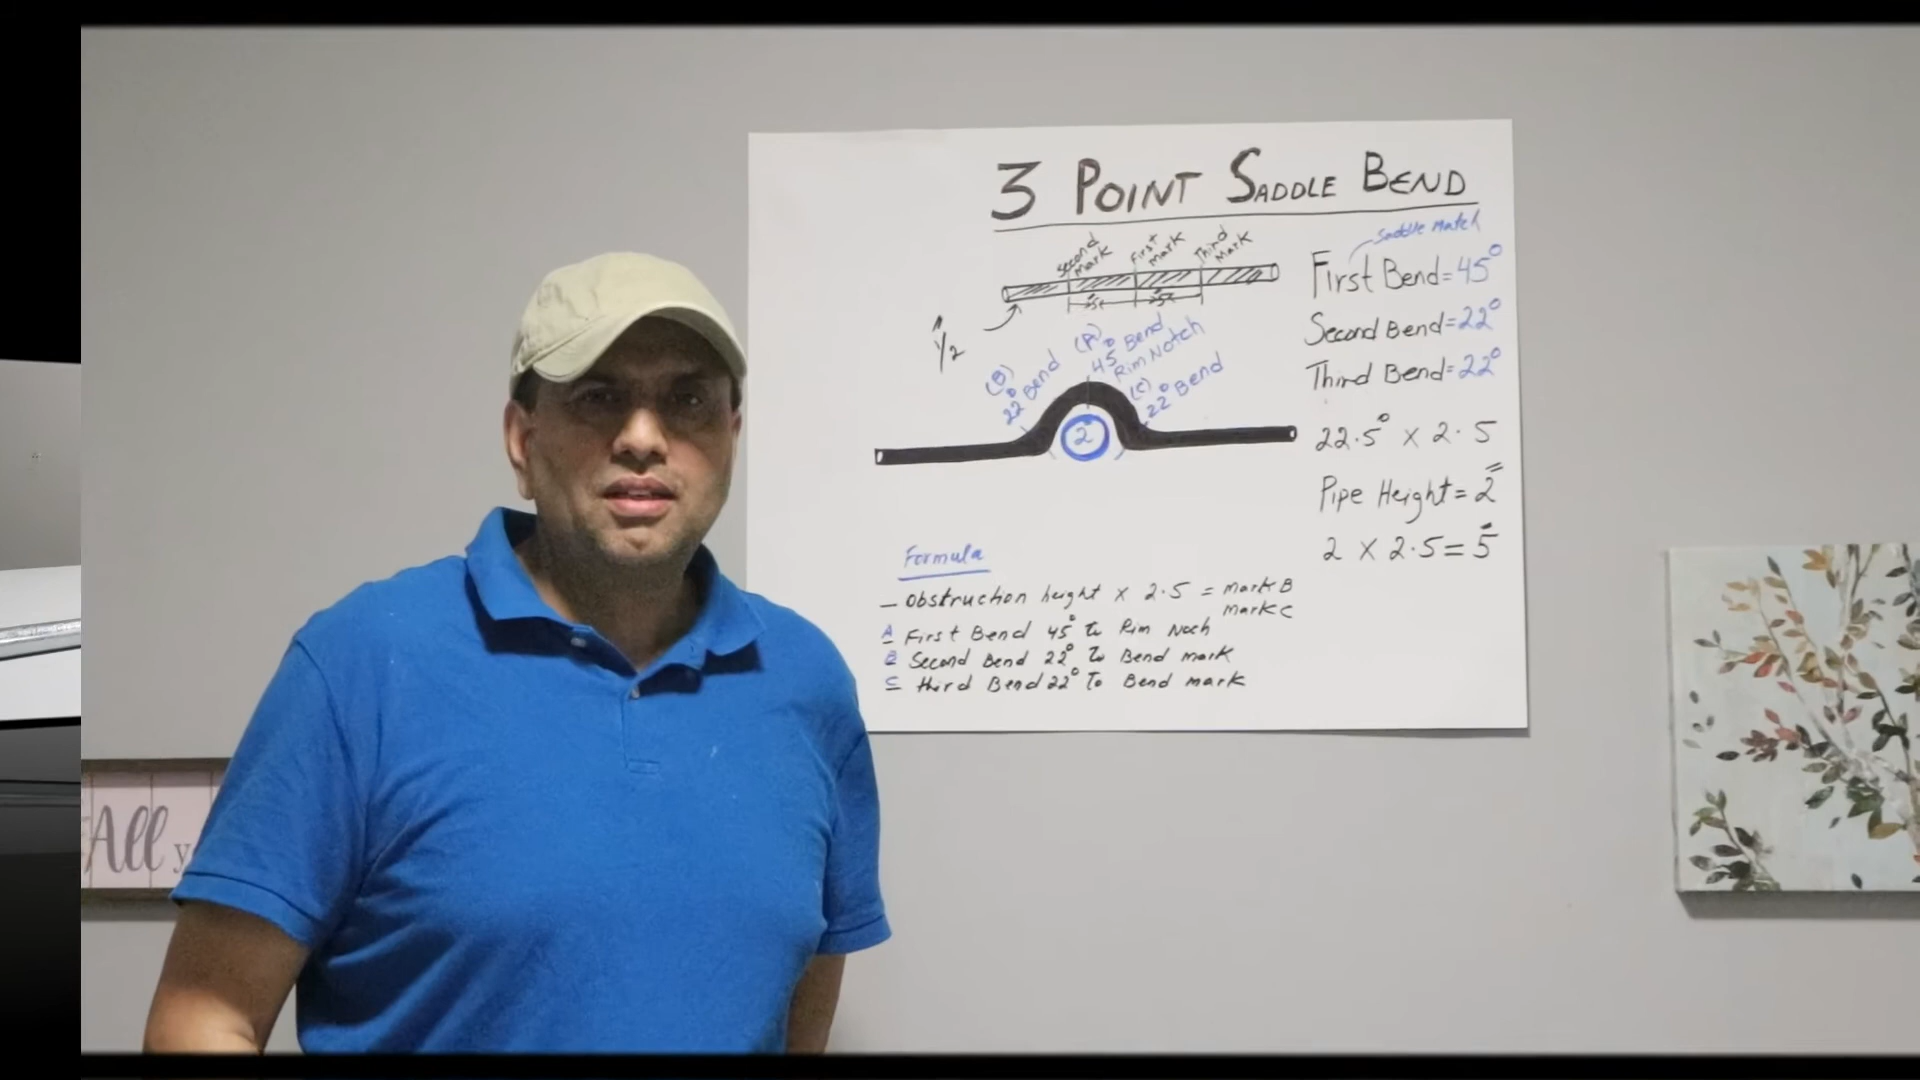 3 POINT SADDLE BEND
Saddle Match
Second mark
First mark
Third Mark
First Bend=45°
5"
5"
Second Bend=22°
1/2"
(A)
45° Bend
Rim Notch
(B)
22° Bend
(C)
22° Bend
Third Bend=22°
2"
22.5° x 2.5
Pipe Height=2"
2 x 2.5=5"
Formula
- Obstruction height x 2.5 = mark B
mark C
A First Bend 45° to Rim Noch
B Second Bend 22° to Bend mark
C third Bend 22° To Bend mark
All